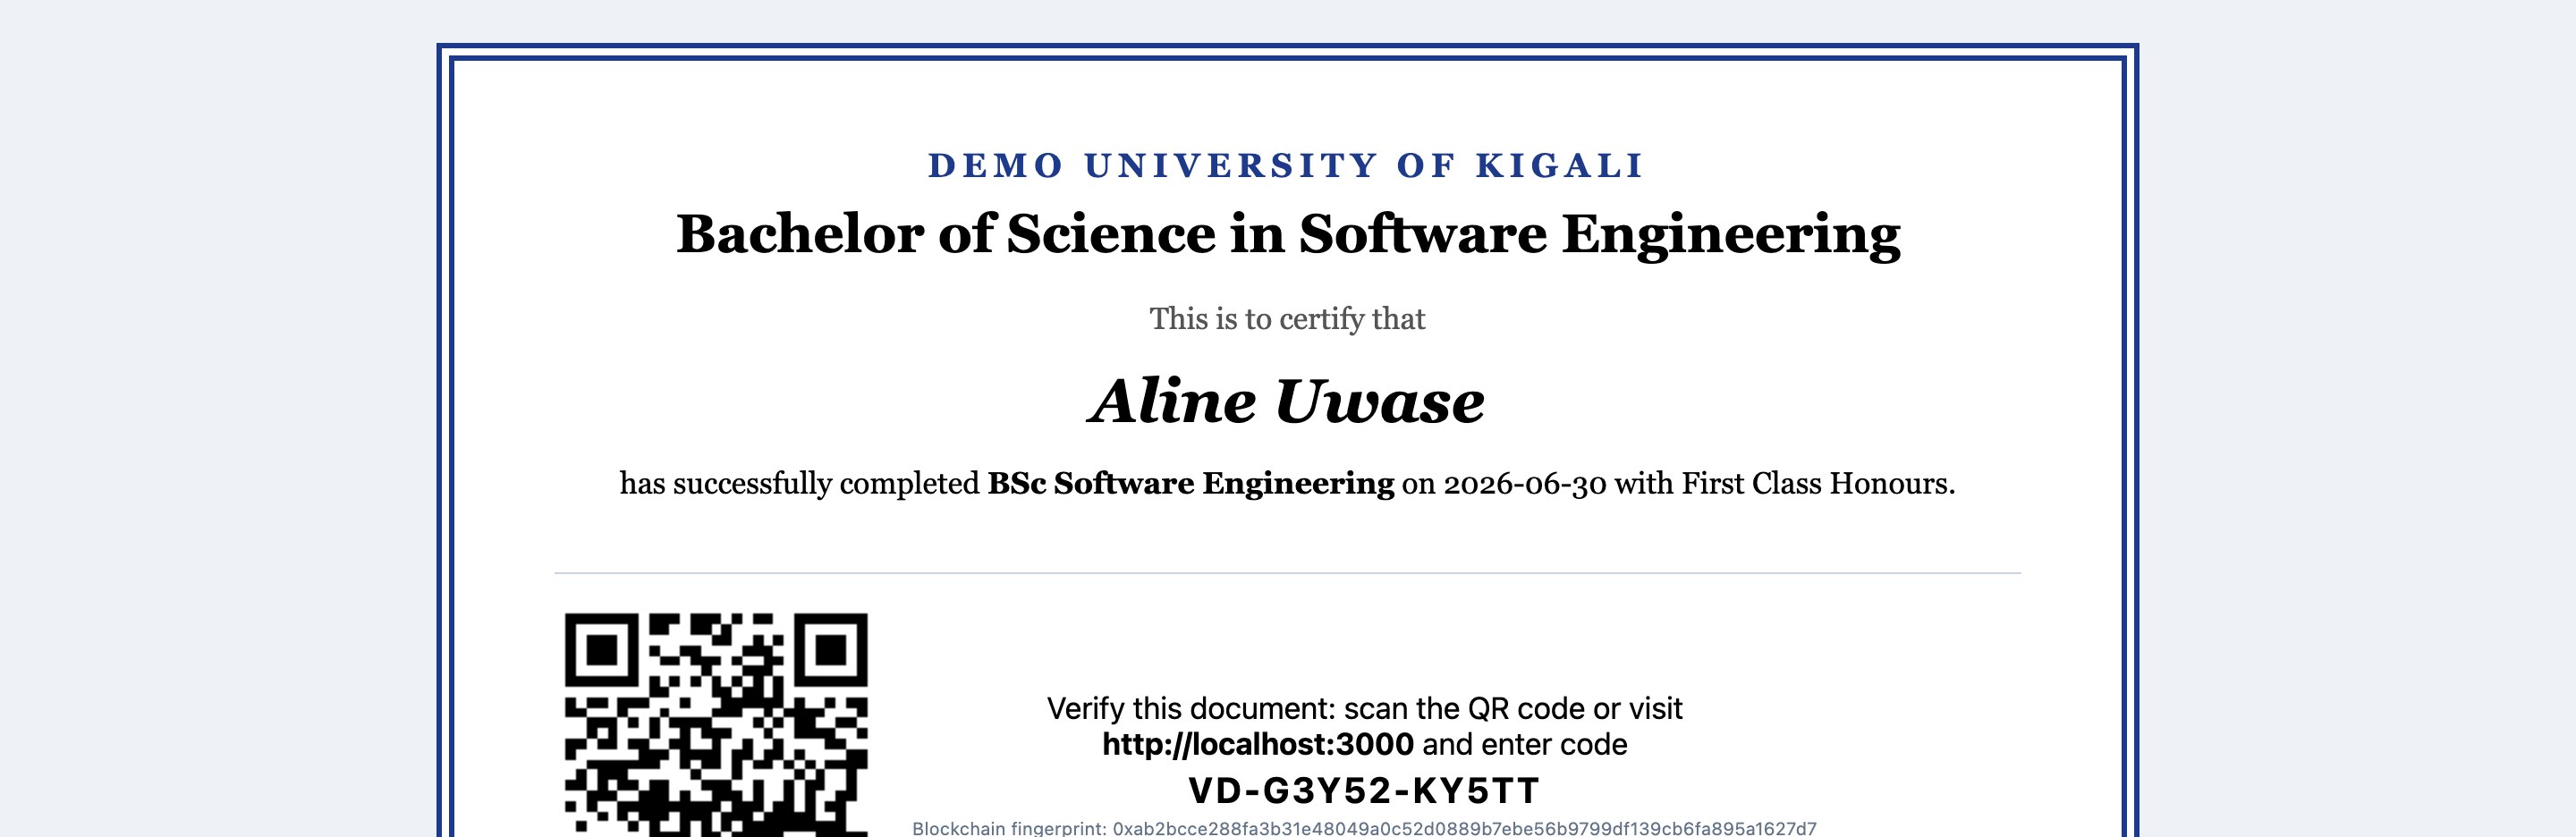 DEMO UNIVERSITY OF KIGALI
Bachelor of Science in Software Engineering
This is to certify that
Aline Uwase
has successfully completed BSc Software Engineering on 2026-06-30 with First Class Honours.
Verify this document: scan the QR code or visit
http://localhost:3000 and enter code
VD-G3Y52-KY5TT
Blockchain fingerprint: 0xab2bcce288fa3b31e48049a0c52d0889b7ebe56b9799df139cb6fa895a1627d7